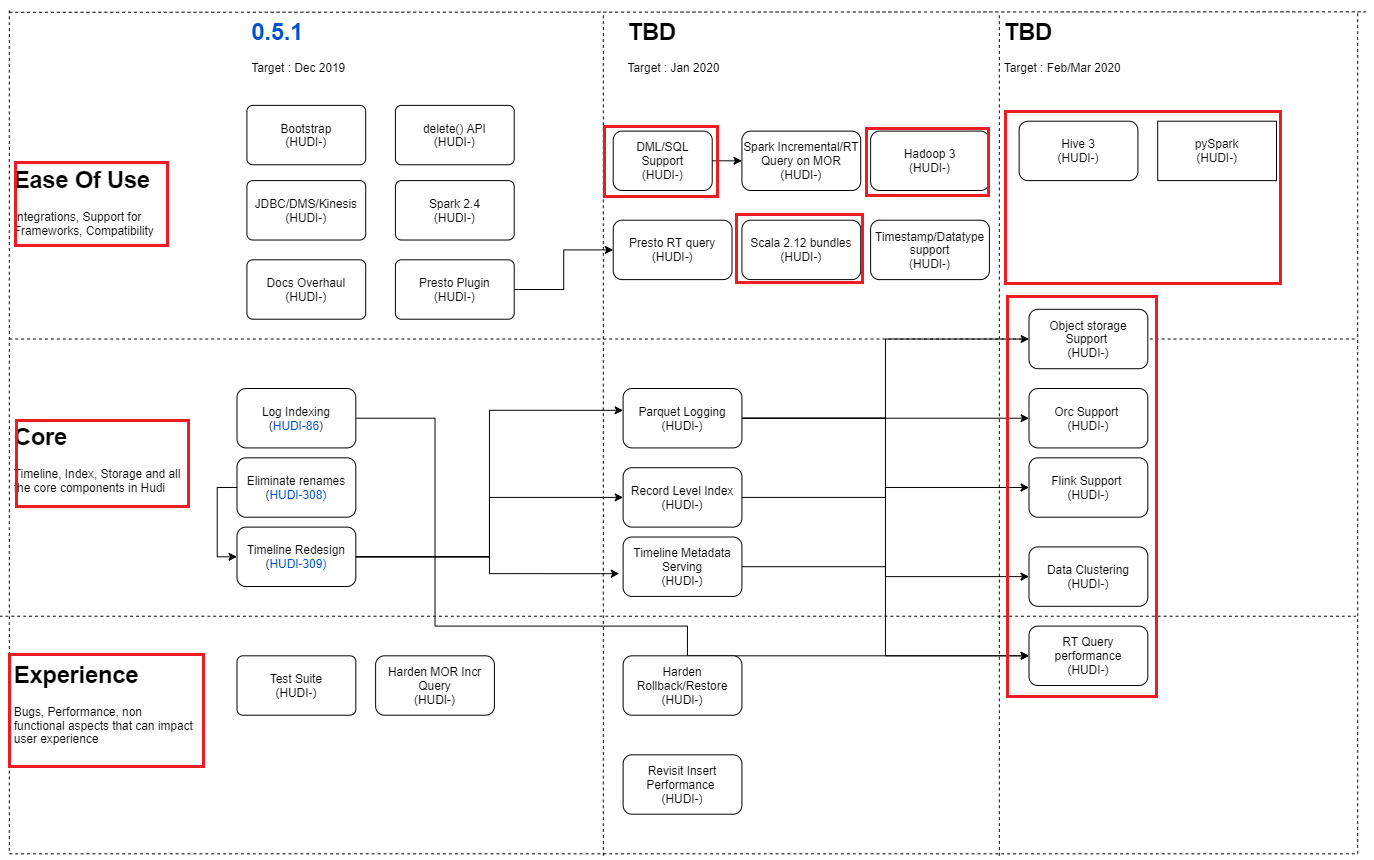 0.5.1
Target : Dec 2019
TBD
Target : Jan 2020
TBD
Target : Feb/Mar 2020
Ease Of Use
Integrations, Support for
Frameworks, Compatibility
Bootstrap
(HUDI-)
delete() API
(HUDI-)
JDBC/DMS/Kinesis
(HUDI-)
Spark 2.4
(HUDI-)
Docs Overhaul
(HUDI-)
Presto Plugin
(HUDI-)
DML/SQL
Support
(HUDI-)
Spark Incremental/RT
Query on MOR
(HUDI-)
Hadoop 3
(HUDI-)
Presto RT query
(HUDI-)
Scala 2.12 bundles
(HUDI-)
Timestamp/Datatype
support
(HUDI-)
Hive 3
(HUDI-)
pySpark
(HUDI-)
Core
Timeline, Index, Storage and all
the core components in Hudi
Log Indexing
(HUDI-86)
Eliminate renames
(HUDI-308)
Timeline Redesign
(HUDI-309)
Parquet Logging
(HUDI-)
Record Level Index
(HUDI-)
Timeline Metadata
Serving
(HUDI-)
Object storage
Support
(HUDI-)
Orc Support
(HUDI-)
Flink Support
(HUDI-)
Data Clustering
(HUDI-)
RT Query
performance
(HUDI-)
Experience
Bugs, Performance, non
functional aspects that can impact
user experience
Test Suite
(HUDI-)
Harden MOR Incr
Query
(HUDI-)
Harden
Rollback/Restore
(HUDI-)
Revisit Insert
Performance
(HUDI-)